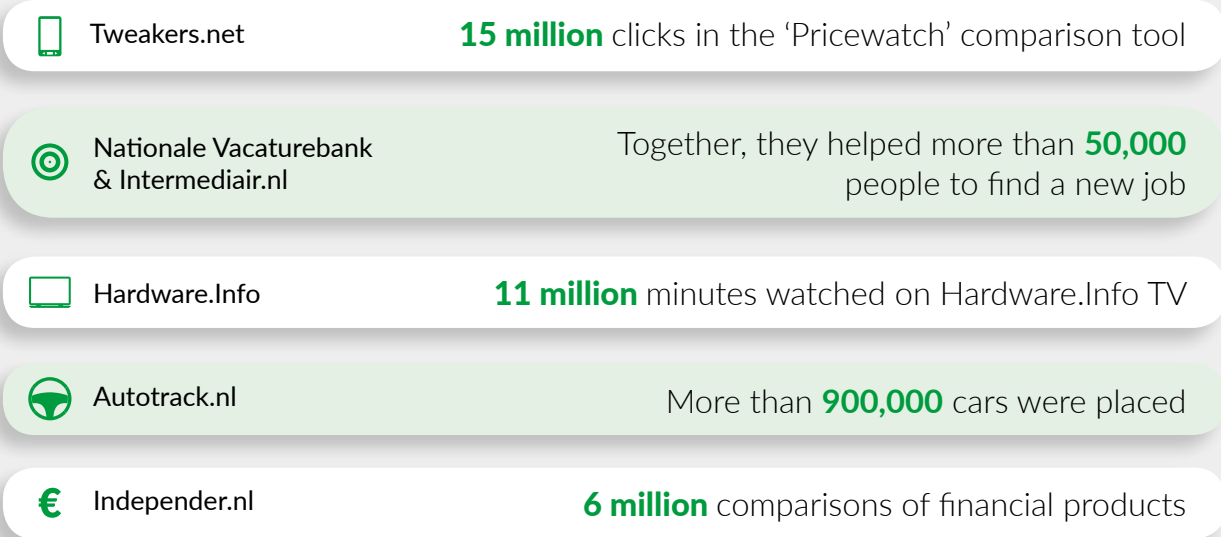 Tweakers.net
15 million clicks in the ‘Pricewatch’ comparison tool
Nationale Vacaturebank
& Intermediair.nl
Together, they helped more than 50,000
people to find a new job
Hardware.Info
11 million minutes watched on Hardware.Info TV
Autotrack.nl
More than 900,000 cars were placed
€
Independer.nl
6 million comparisons of financial products